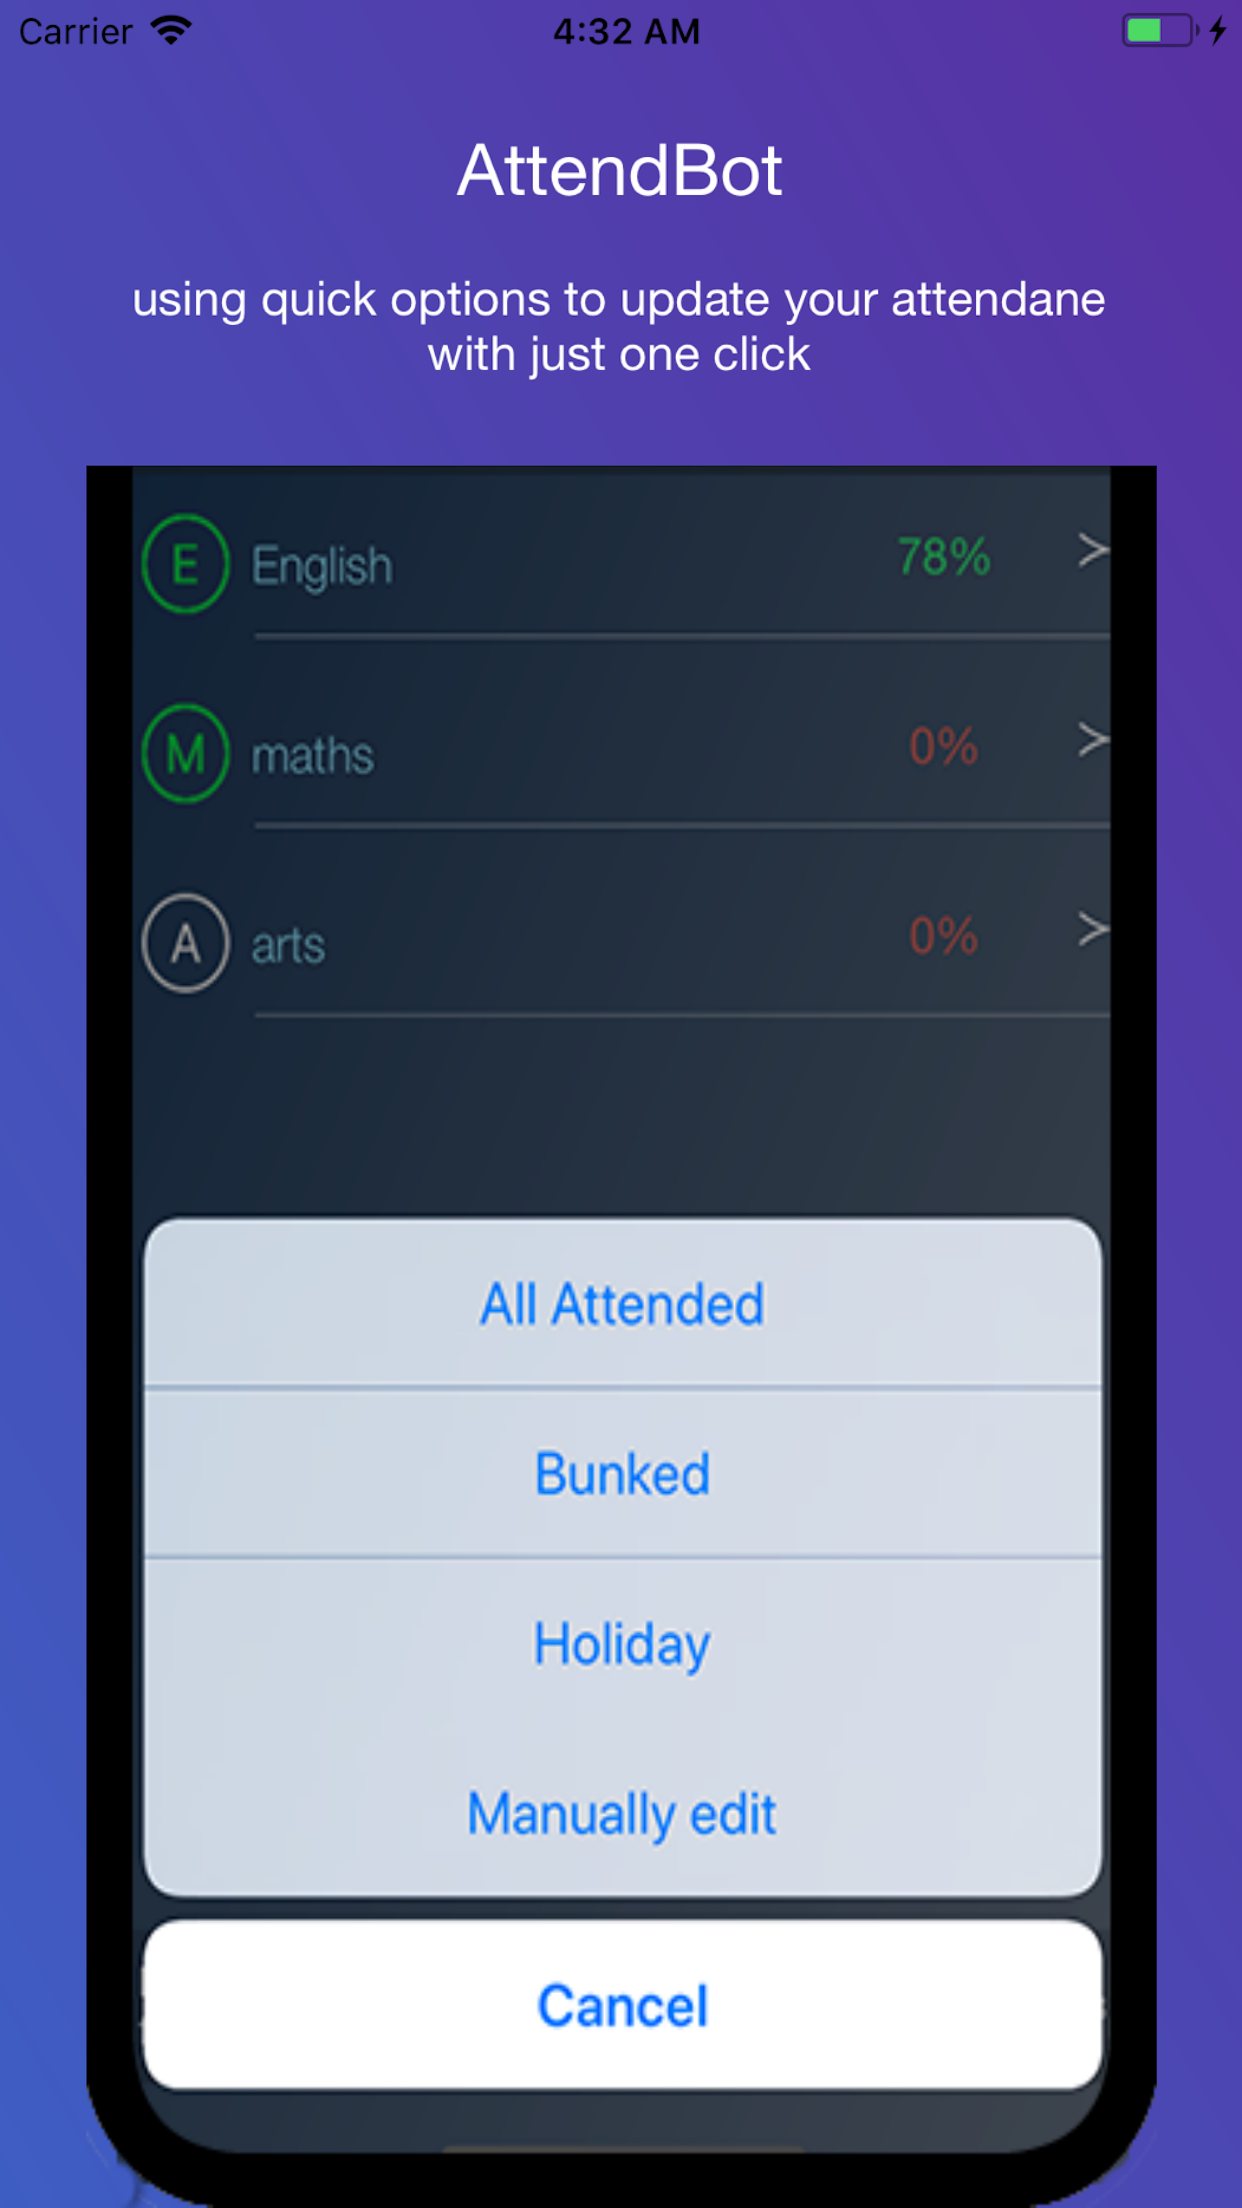 Carrier 4:32 AM
AttendBot
using quick options to update your attendane
with just one click
E English 78% >
M maths 0% >
A arts 0% >
All Attended
Bunked
Holiday
Manually edit
Cancel